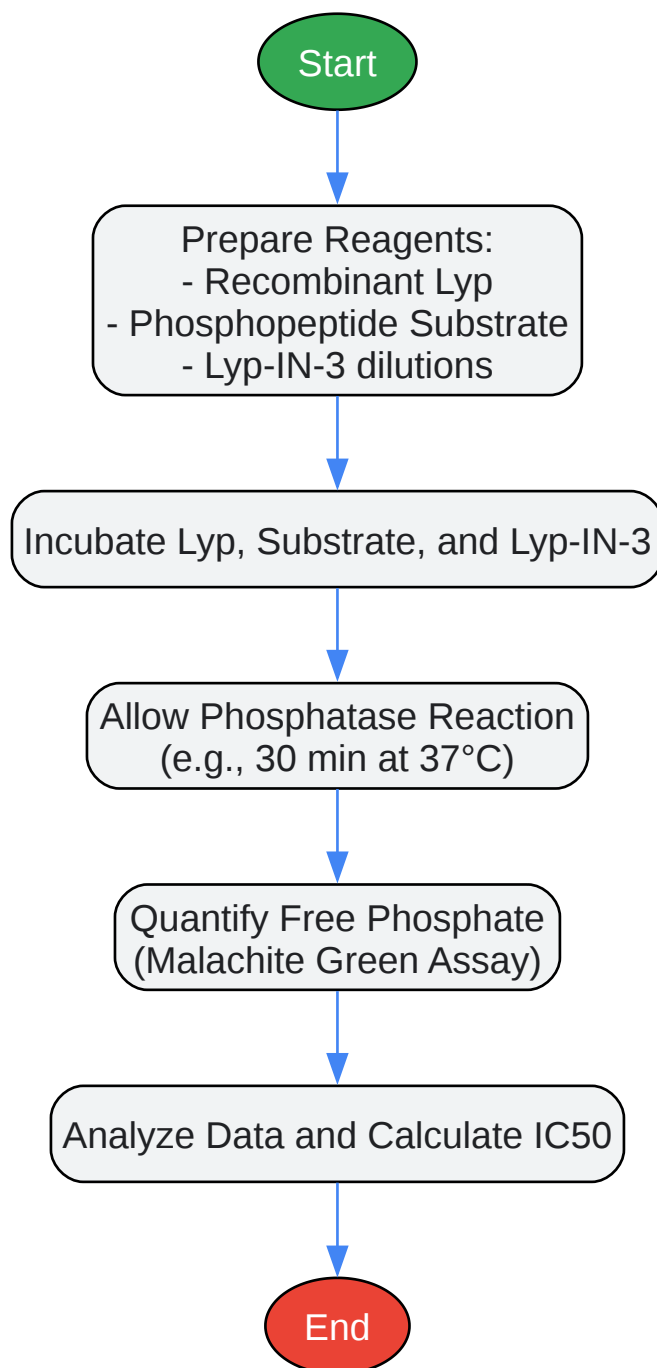 Start
Prepare Reagents:
- Recombinant Lyp
- Phosphopeptide Substrate
- Lyp-IN-3 dilutions
Incubate Lyp, Substrate, and Lyp-IN-3
Allow Phosphatase Reaction
(e.g., 30 min at 37°C)
Quantify Free Phosphate
(Malachite Green Assay)
Analyze Data and Calculate IC50
End